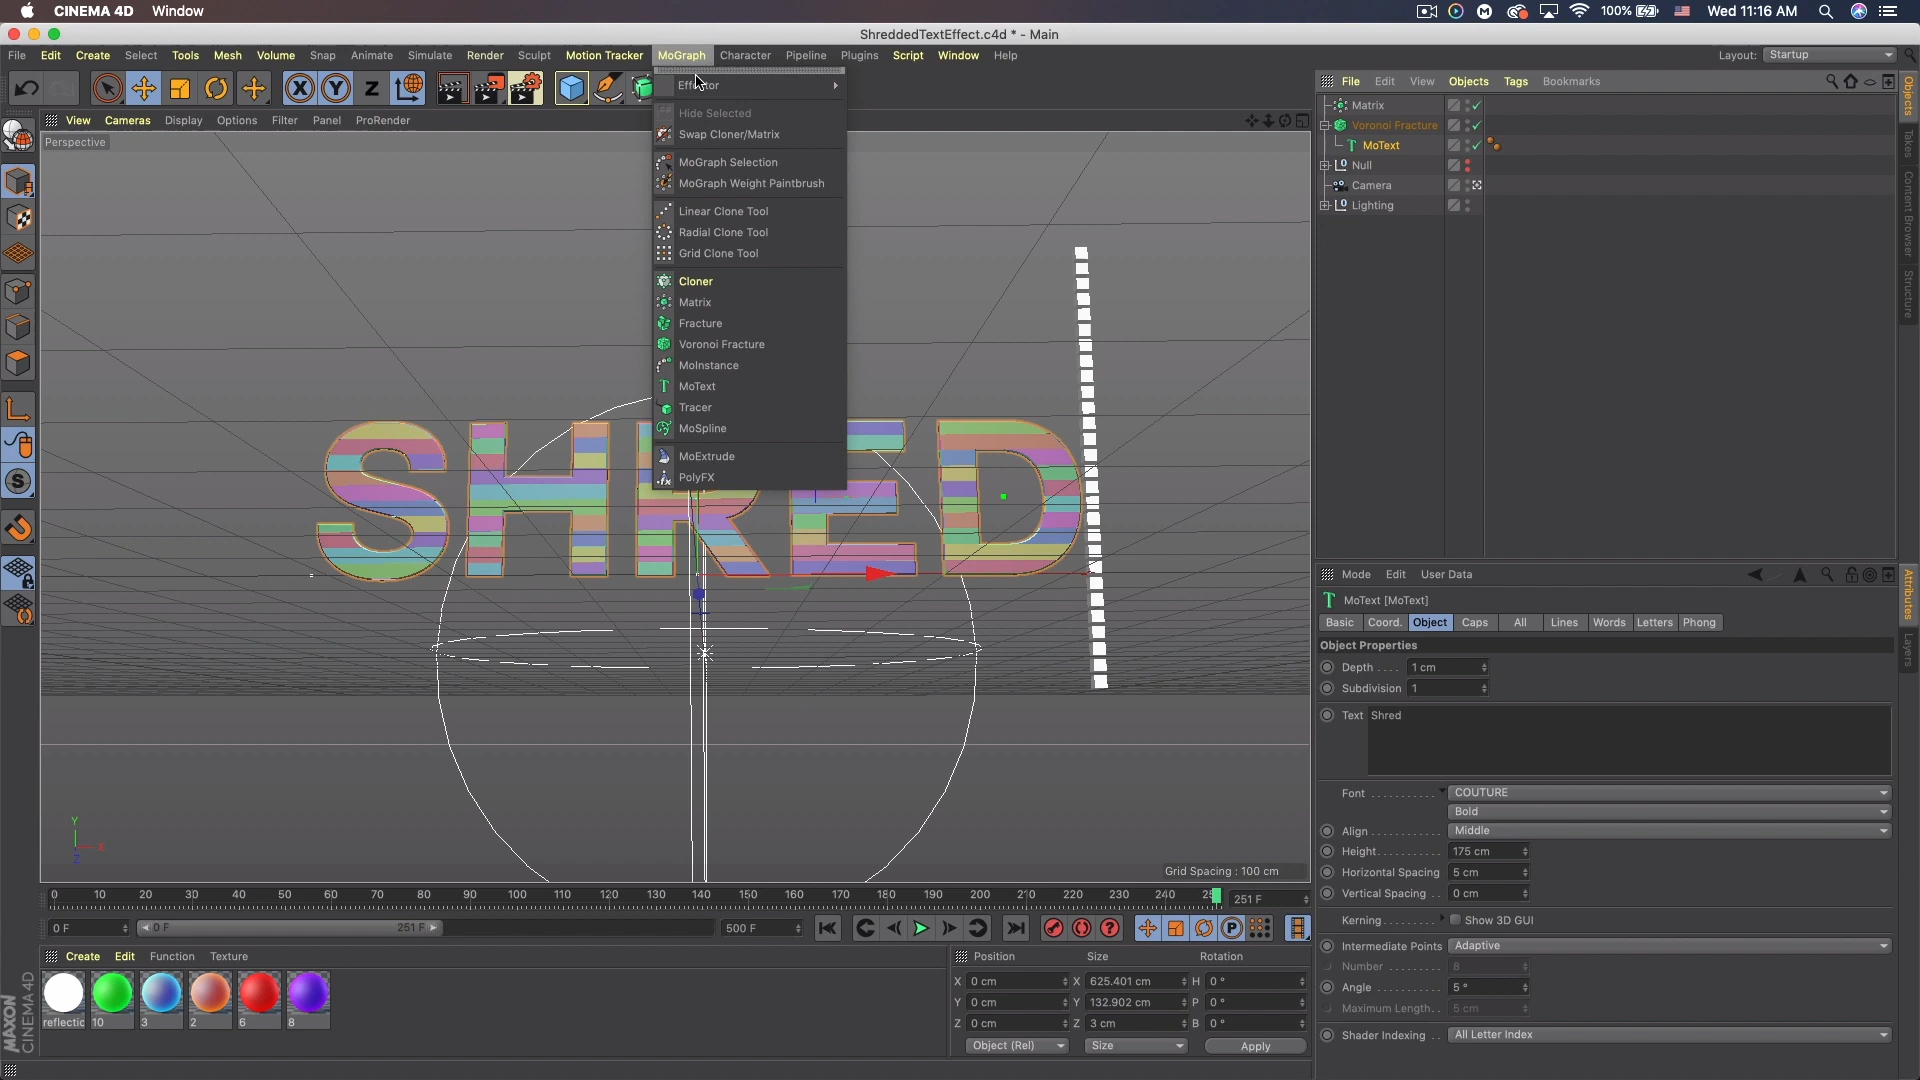 CINEMA 4D Window 100% Wed 11:16 AM
ShreddedTextEffect.c4d * - Main
File Edit Create Select Tools Mesh Volume Snap Animate Simulate Render Sculpt Motion Tracker MoGraph Character Pipeline Plugins Script Window Help
Layout: Startup
View Cameras Display Options Filter Panel ProRender
Perspective
Hide Selected
Swap Cloner/Matrix
MoGraph Selection
MoGraph Weight Paintbrush
Linear Clone Tool
Radial Clone Tool
Grid Clone Tool
Cloner
Matrix
Fracture
Voronoi Fracture
MoInstance
MoText
Tracer
MoSpline
MoExtrude
PolyFX
SHRED
Y
X
Z
Grid Spacing : 100 cm
File Edit View Objects Tags Bookmarks
Matrix
Voronoi Fracture
MoText
Null
Camera
Lighting
Objects
Takes
Content Browser
Structure
Mode Edit User Data
MoText [MoText]
Basic Coord. Object Caps All Lines Words Letters Phong
Object Properties
Depth 1 cm
Subdivision 1
Text Shred
Font COUTURE
Bold
Align Middle
Height 175 cm
Horizontal Spacing 5 cm
Vertical Spacing 0 cm
Kerning Show 3D GUI
Intermediate Points Adaptive
Number 8
Angle 5 °
Maximum Length 5 cm
Shader Indexing All Letter Index
Attributes
Layers
0 10 20 30 40 50 60 70 80 90 100 110 120 130 140 150 160 170 180 190 200 210 220 230 240 251 F
0 F 0 F 251 F 500 F
Create Edit Function Texture
reflectic 10 3 2 6 8
MAXON
CINEMA 4D
Position Size Rotation
X 0 cm X 625.401 cm H 0 °
Y 0 cm Y 132.902 cm P 0 °
Z 0 cm Z 3 cm B 0 °
Object (Rel) Size Apply